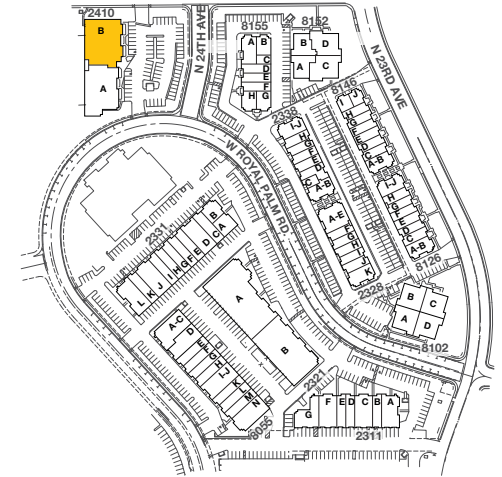 2410
B
A
N 24TH AVE
8155
A B
C
D
E
F
H G
8152
B D
A C
N 23RD AVE
8146
I J
H
G
F
E
D
C
A-B
2338
I
H
G
F
E
D
C
A-B
W ROYAL PALM RD.
I-J
H
G
F
E
D
C
A-B
8126
A-E
F
G
H
I
J
K
2328
B C
A D
8102
2331
L K J I H G F E D C A B
A
B
A-C
D
E
F
G
H
I
J
K
L
M
N
8055
2321
G F E D C B A
2311